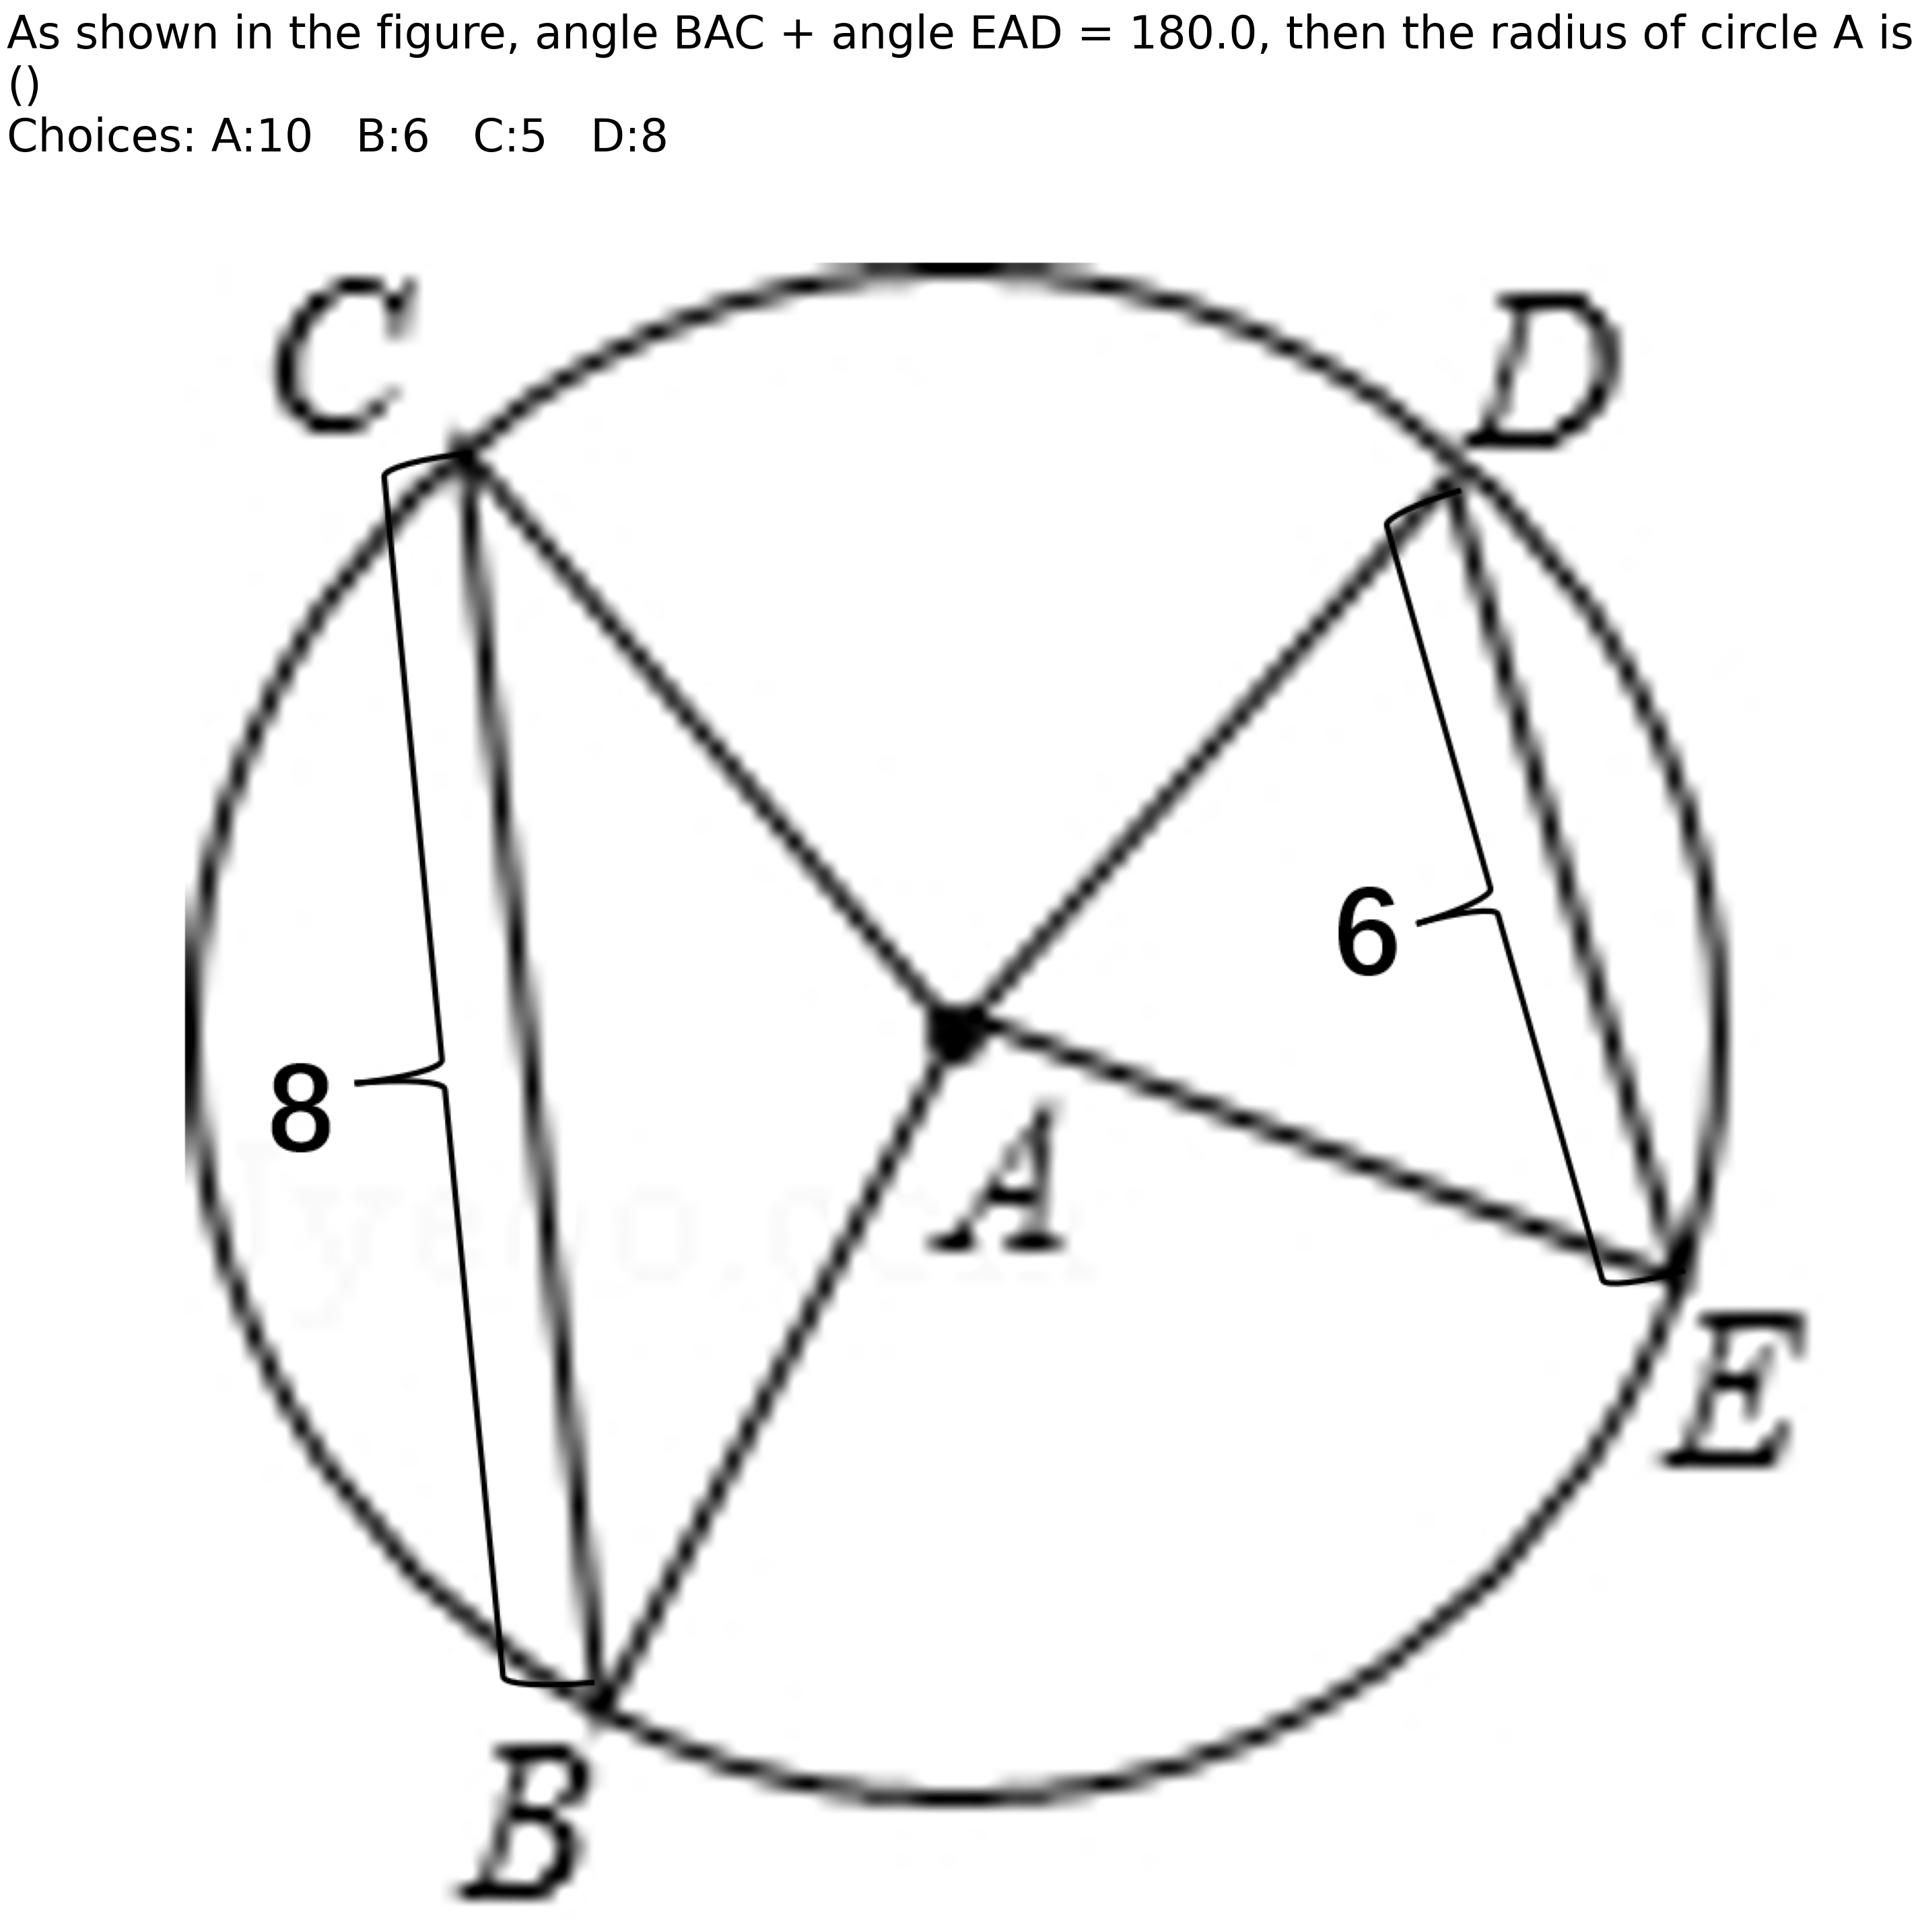 As shown in the figure, angle BAC + angle EAD = 180.0, then the radius of circle A is
()
Choices: A:10 B:6 C:5 D:8
C
D
6
8
A
E
B